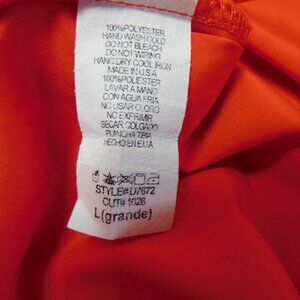 100%POLYESTER
HAND WASH COLD
DO NOT BLEACH
DO NOT WRING
HANG DRY COOL IRON
MADE IN U.S.A
100%POLIESTER
LAVAR A MANO
CON AGUA FRIA
NO USAR CLORO
NO EXPRIMIR
SECAR COLGADO
PLANCHA TIBIA
HECHO EN E.U.A
STYLE# D7672
CUT# 1026
L(grande)